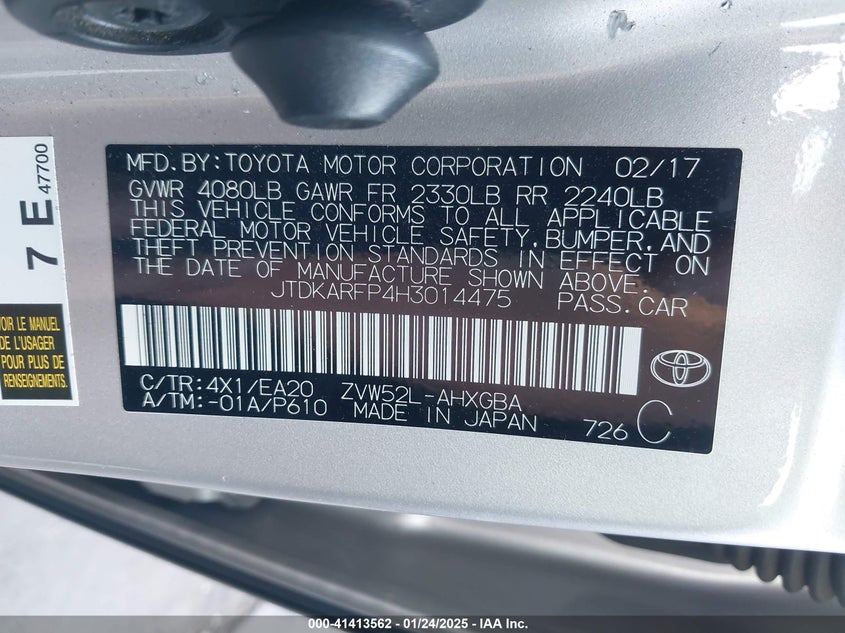 MFD.BY:TOYOTA MOTOR CORPORATION 02/17
GVWR 4080LB GAWR FR 2330LB RR 2240LB
THIS VEHICLE CONFORMS TO ALL APPLICABLE
FEDERAL MOTOR VEHICLE SAFETY,BUMPER,AND
THEFT PREVENTION STANDARDS IN EFFECT ON
THE DATE OF MANUFACTURE SHOWN ABOVE.
JTDKARFP4H3014475 PASS.CAR
C/TR:4X1/EA20 ZVW52L-AHXGBA
A/TM:-01A/P610 MADE IN JAPAN 726 C
7 E 47700
VOIR LE MANUEL
DE L'USAGER
POUR PLUS DE
RENSEIGNEMENTS.
000-41413562 - 01/24/2025 - IAA Inc.